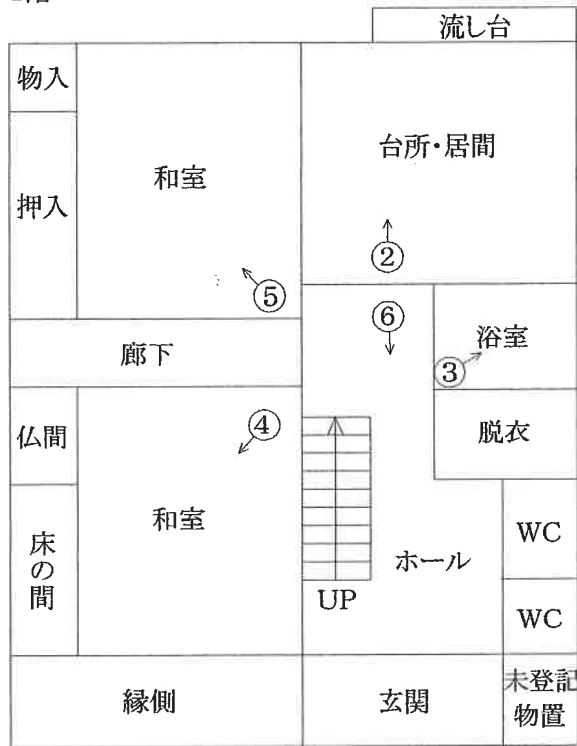 流し台
物入
和室
台所・居間
押入
②
⑤
⑥
浴室
③
廊下
仏間
④
脱衣
和室
床の間
WC
ホール
UP
WC
縁側
玄関
未登記
物置